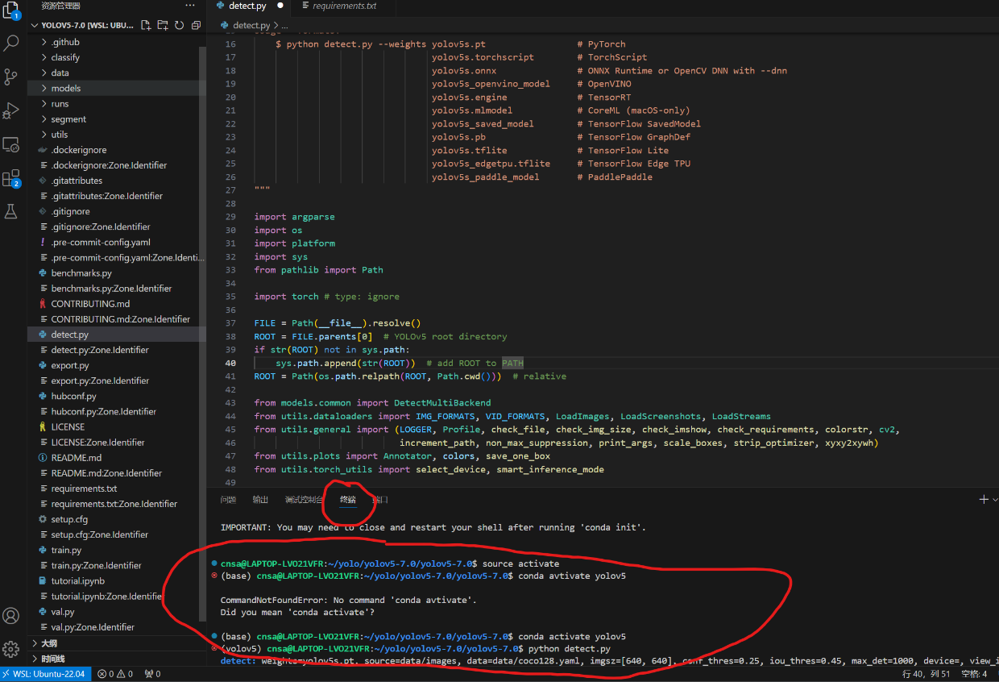 资源管理器
detect.py
requirements.txt
YOLOV5-7.0 [WSL: UBU...
detect.py > ...
1
2
.github
classify
data
models
runs
segment
utils
.dockerignore
.dockerignore:Zone.Identifier
.gitattributes
.gitattributes:Zone.Identifier
.gitignore
.gitignore:Zone.Identifier
.pre-commit-config.yaml
.pre-commit-config.yaml:Zone.Identi...
benchmarks.py
benchmarks.py:Zone.Identifier
CONTRIBUTING.md
CONTRIBUTING.md:Zone.Identifier
detect.py
detect.py:Zone.Identifier
export.py
export.py:Zone.Identifier
hubconf.py
hubconf.py:Zone.Identifier
LICENSE
LICENSE:Zone.Identifier
README.md
README.md:Zone.Identifier
requirements.txt
requirements.txt:Zone.Identifier
setup.cfg
setup.cfg:Zone.Identifier
train.py
train.py:Zone.Identifier
tutorial.ipynb
tutorial.ipynb:Zone.Identifie
val.py
val.py:Zone.Identifier
大纲
时间线
16 $ python detect.py --weights yolov5s.pt # PyTorch
17 yolov5s.torchscript # TorchScript
18 yolov5s.onnx # ONNX Runtime or OpenCV DNN with --dnn
19 yolov5s_openvino_model # OpenVINO
20 yolov5s.engine # TensorRT
21 yolov5s.mlmodel # CoreML (macOS-only)
22 yolov5s_saved_model # TensorFlow SavedModel
23 yolov5s.pb # TensorFlow GraphDef
24 yolov5s.tflite # TensorFlow Lite
25 yolov5s_edgetpu.tflite # TensorFlow Edge TPU
26 yolov5s_paddle_model # PaddlePaddle
27 """
28
29 import argparse
30 import os
31 import platform
32 import sys
33 from pathlib import Path
34
35 import torch # type: ignore
36
37 FILE = Path(__file__).resolve()
38 ROOT = FILE.parents[0]  # YOLOv5 root directory
39 if str(ROOT) not in sys.path:
40 sys.path.append(str(ROOT))  # add ROOT to PATH
41 ROOT = Path(os.path.relpath(ROOT, Path.cwd()))  # relative
42
43 from models.common import DetectMultiBackend
44 from utils.dataloaders import IMG_FORMATS, VID_FORMATS, LoadImages, LoadScreenshots, LoadStreams
45 from utils.general import (LOGGER, Profile, check_file, check_img_size, check_imshow, check_requirements, colorstr, cv2,
46 increment_path, non_max_suppression, print_args, scale_boxes, strip_optimizer, xyxy2xywh)
47 from utils.plots import Annotator, colors, save_one_box
48 from utils.torch_utils import select_device, smart_inference_mode
49
问题 输出 调试控制台 终端 端口
IMPORTANT: You may need to close and restart your shell after running 'conda init'.
cnsa@LAPTOP-LVO21VFR:~/yolo/yolov5-7.0/yolov5-7.0$ source activate
(base) cnsa@LAPTOP-LVO21VFR:~/yolo/yolov5-7.0/yolov5-7.0$ conda avtivate yolov5
CommandNotFoundError: No command 'conda avtivate'.
Did you mean 'conda activate'?
(base) cnsa@LAPTOP-LVO21VFR:~/yolo/yolov5-7.0/yolov5-7.0$ conda activate yolov5
(yolov5) cnsa@LAPTOP-LVO21VFR:~/yolo/yolov5-7.0/yolov5-7.0$ python detect.py
detect: weights=yolov5s.pt, source=data/images, data=data/coco128.yaml, imgsz=[640, 640], conf_thres=0.25, iou_thres=0.45, max_det=1000, device=, view_i
WSL: Ubuntu-22.04 0 0 0 行 40，列 51 空格: 4